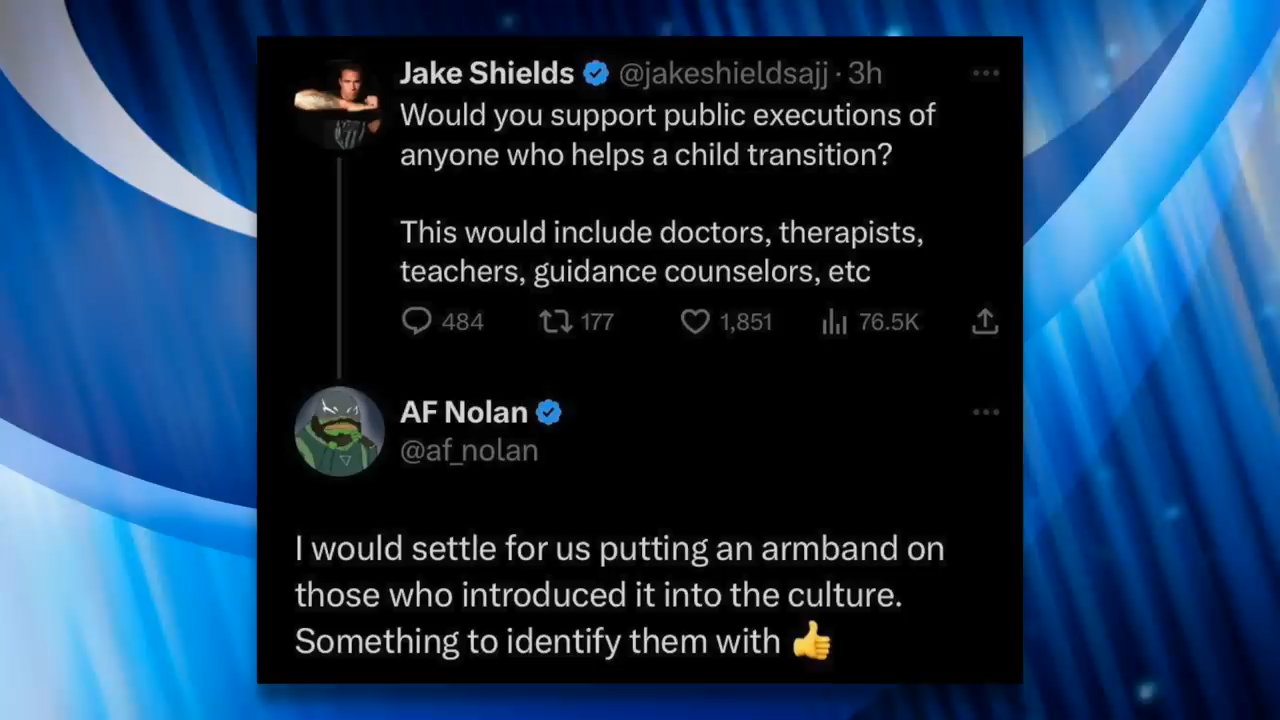 Jake Shields @jakeshieldsajj · 3h
Would you support public executions of
anyone who helps a child transition?
This would include doctors, therapists,
teachers, guidance counselors, etc
484 177 1,851 76.5K
AF Nolan
@af_nolan
I would settle for us putting an armband on
those who introduced it into the culture.
Something to identify them with 👍